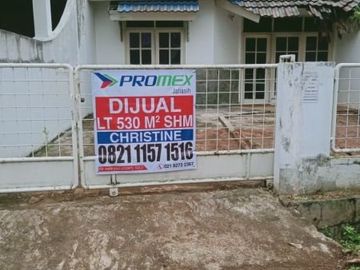 PROMEX
Jatiasih
DIJUAL
LT 530 M² SHM
CHRISTINE
0821 1157 1516